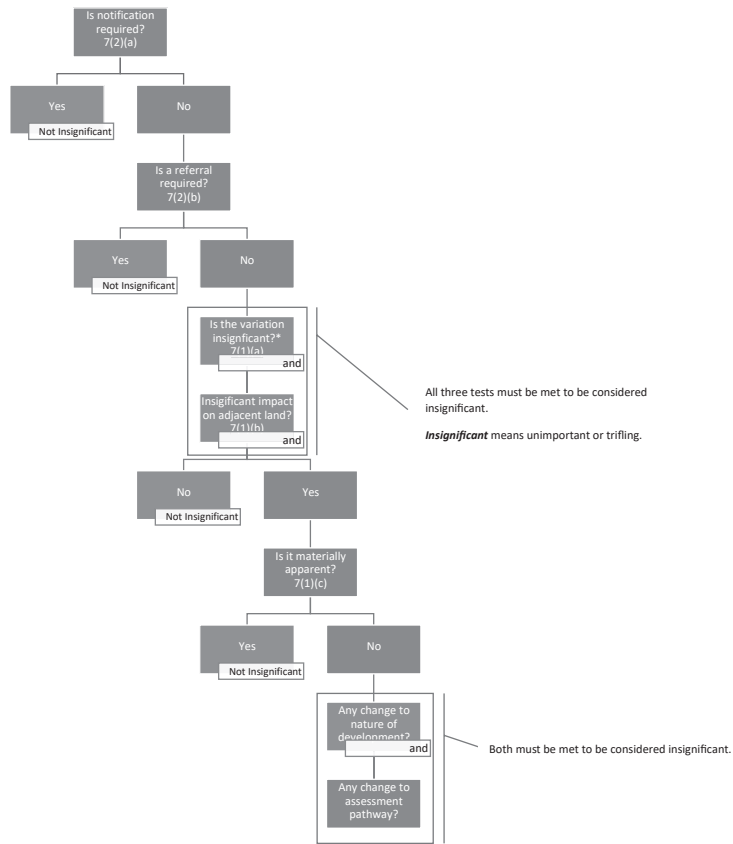 Is notification
required?
7(2)(a)
Yes
Not Insignificant
No
Is a referral
required?
7(2)(b)
Yes
Not Insignificant
No
Is the variation
insignficant?*
7(1)(a)
and
Insigificant impact
on adjacent land?
7(1)(b)
and
All three tests must be met to be considered
insignificant.
Insignificant means unimportant or trifling.
No
Not Insignificant
Yes
Is it materially
apparent?
7(1)(c)
Yes
Not Insignificant
No
Any change to
nature of
development?
and
Any change to
assessment
pathway?
Both must be met to be considered insignificant.